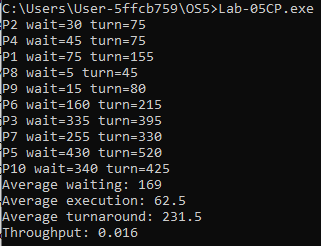 C:\Users\User-5ffcb759\OS5>Lab-05CP.exe
P2 wait=30 turn=75
P4 wait=45 turn=75
P1 wait=75 turn=155
P8 wait=5 turn=45
P9 wait=15 turn=80
P6 wait=160 turn=215
P3 wait=335 turn=395
P7 wait=255 turn=330
P5 wait=430 turn=520
P10 wait=340 turn=425
Average waiting: 169
Average execution: 62.5
Average turnaround: 231.5
Throughput: 0.016